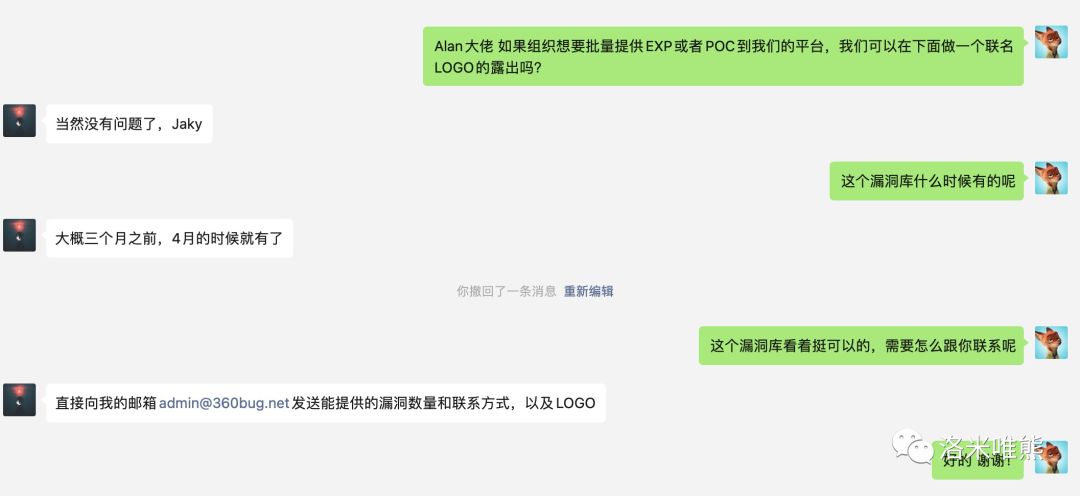 Alan大佬 如果组织想要批量提供EXP或者POC到我们的平台，我们可以在下面做一个联名
LOGO的露出吗？
当然没有问题了，Jaky
这个漏洞库什么时候有的呢
大概三个月之前，4月的时候就有了
你撤回了一条消息 重新编辑
这个漏洞库看着挺可以的，需要怎么跟你联系呢
直接向我的邮箱admin@360bug.net发送能提供的漏洞数量和联系方式，以及LOGO
洛米唯熊
好的 谢谢！